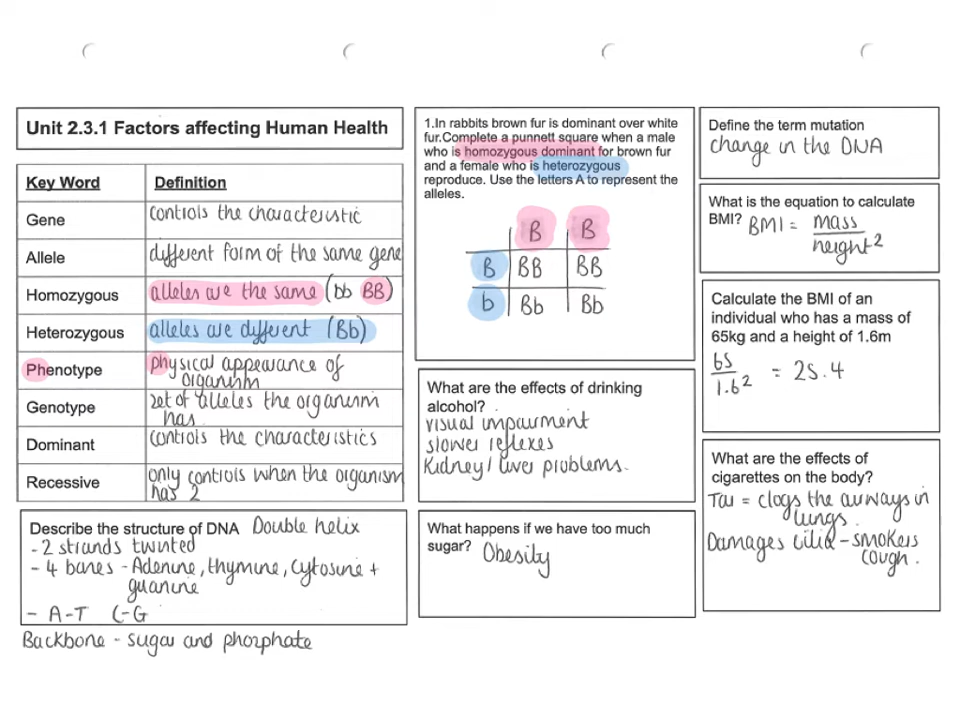 Unit 2.3.1 Factors affecting Human Health
Key Word Definition
Gene controls the characteristic
Allele different form of the same gene
Homozygous alleles are the same (bb BB)
Heterozygous alleles are different (Bb)
Phenotype physical appearance of
organism
Genotype set of alleles the organism
has
Dominant controls the characteristics
Recessive only controls when the organism
has 2
Describe the structure of DNA Double helix
- 2 strands twisted
- 4 bases - Adenine, thymine, cytosine +
guanine
- A-T C-G
Backbone - sugar and phosphate
1.In rabbits brown fur is dominant over white
fur.Complete a punnett square when a male
who is homozygous dominant for brown fur
and a female who is heterozygous
reproduce. Use the letters A to represent the
alleles.
B B
B BB BB
b Bb Bb
What are the effects of drinking
alcohol?
visual impairment
slower reflexes
Kidney/liver problems.
What happens if we have too much
sugar? Obesity
Define the term mutation
change in the DNA
What is the equation to calculate
BMI? BMI = mass
height²
Calculate the BMI of an
individual who has a mass of
65kg and a height of 1.6m
65
1.6² = 25.4
What are the effects of
cigarettes on the body?
Tar = clogs the airways in
lungs.
Damages cilia - smokers
cough.